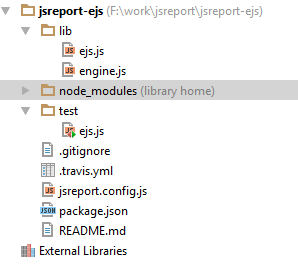 jsreport-ejs (F:\work\jsreport\jsreport-ejs)
lib
ejs.js
engine.js
node_modules (library home)
test
ejs.js
.gitignore
.travis.yml
jsreport.config.js
package.json
README.md
External Libraries